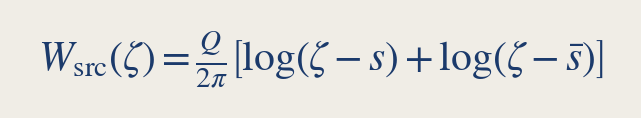 W_src(ζ) = Q/2π [log(ζ − s) + log(ζ − s̄)]